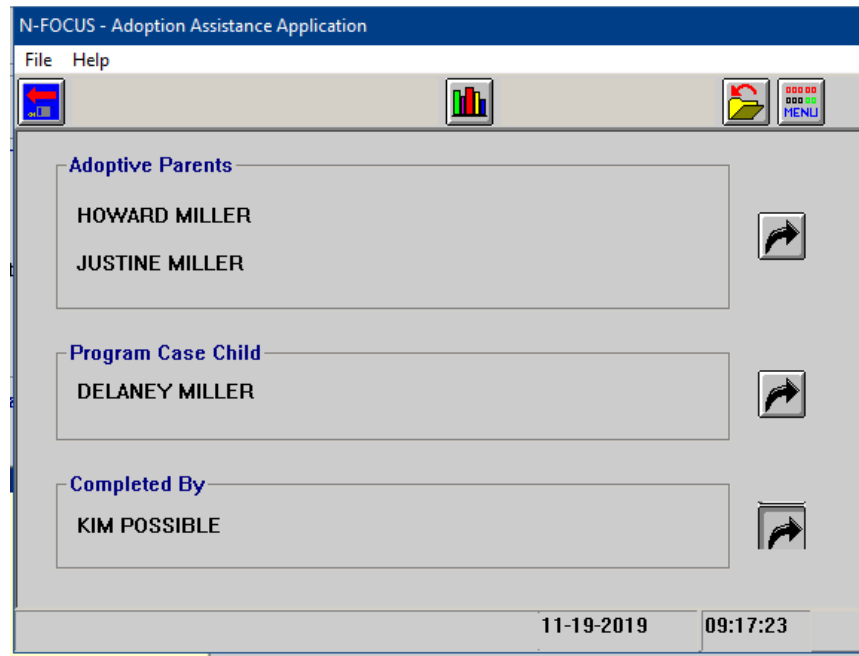 N-FOCUS - Adoption Assistance Application
File Help
MENU
Adoptive Parents
HOWARD MILLER
JUSTINE MILLER
Program Case Child
DELANEY MILLER
Completed By
KIM POSSIBLE
11-19-2019 09:17:23